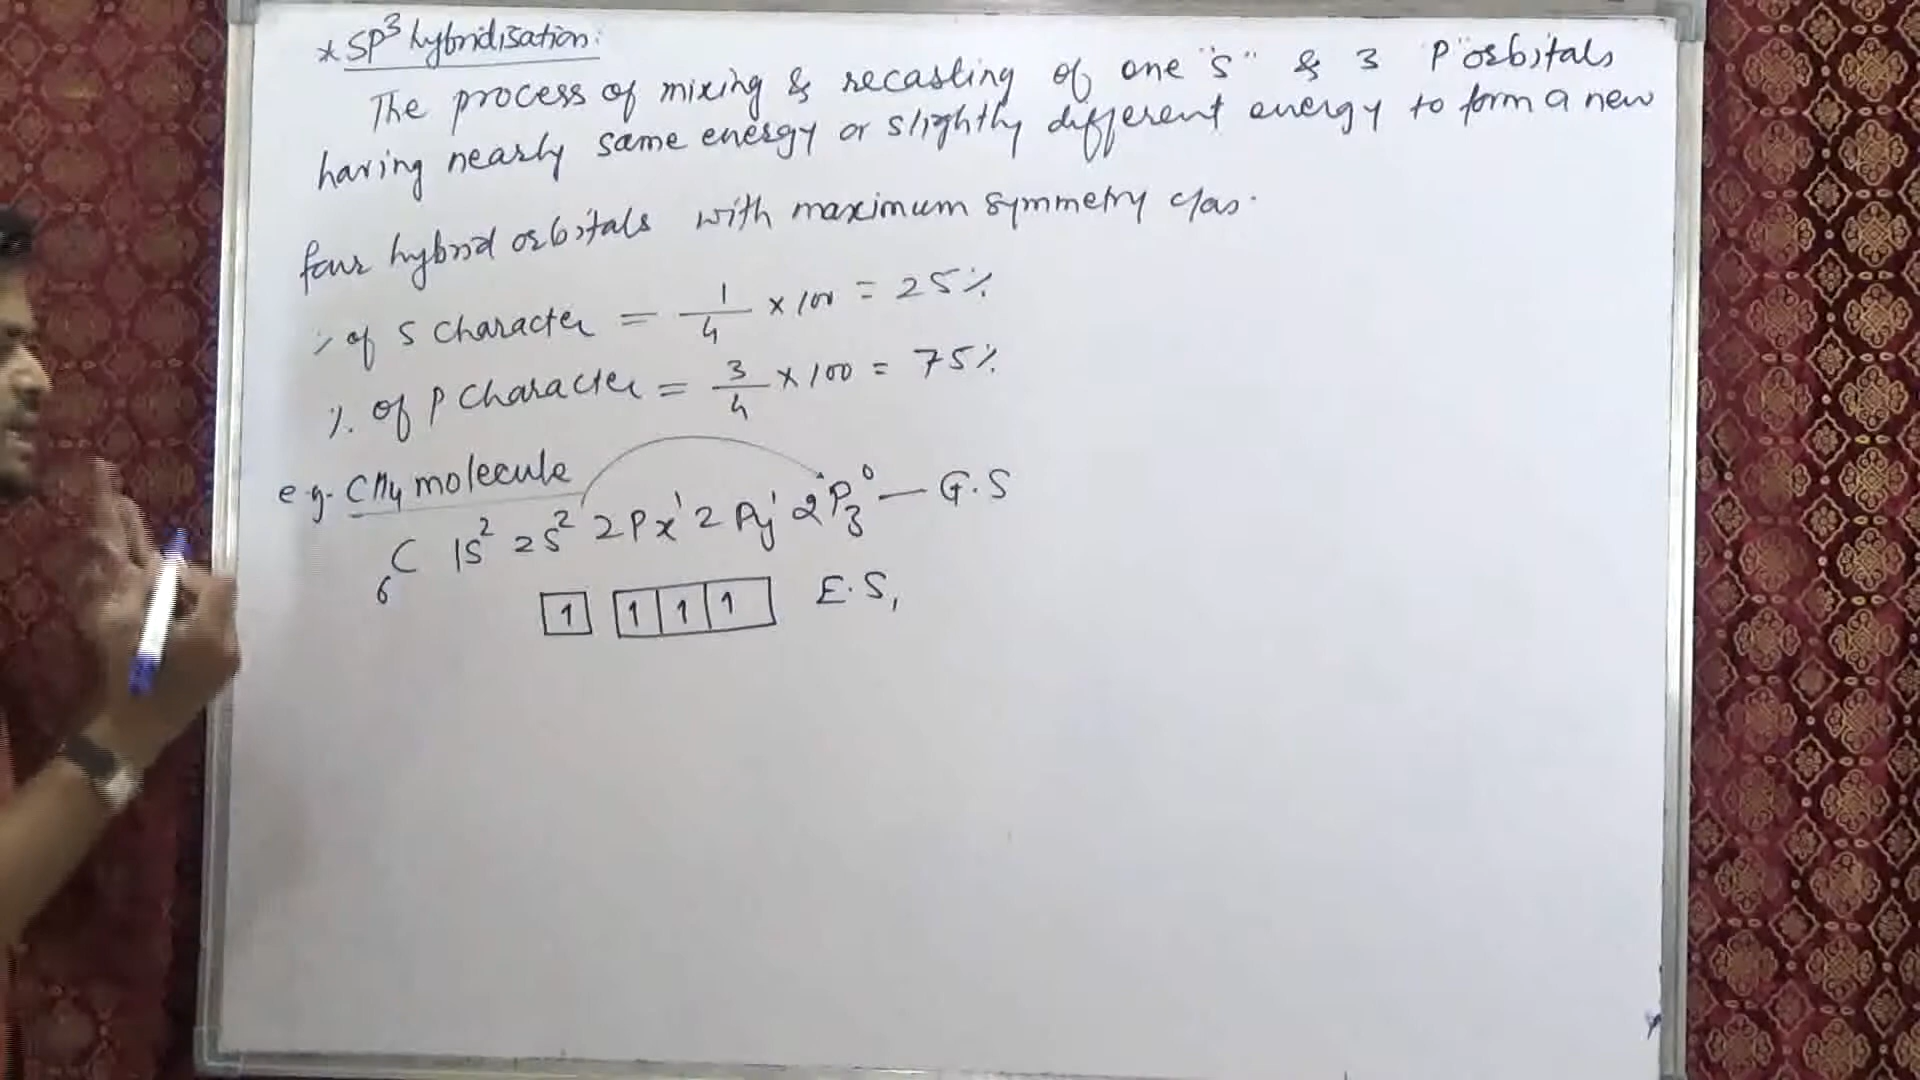 * SP³ hybridisation:
The process of mixing & recasting of one "s" & 3 "P" orbitals
having nearly same energy or slightly different energy to form a new
four hybrid orbitals with maximum symmetry
% of S character = 1/4 × 100 = 25%
% of P character = 3/4 × 100 = 75%
e.g. CH4 molecule
₆C 1S² 2S² 2Px¹ 2Py¹ 2Pz⁰ — G.S
1 1 1 1 E.S,